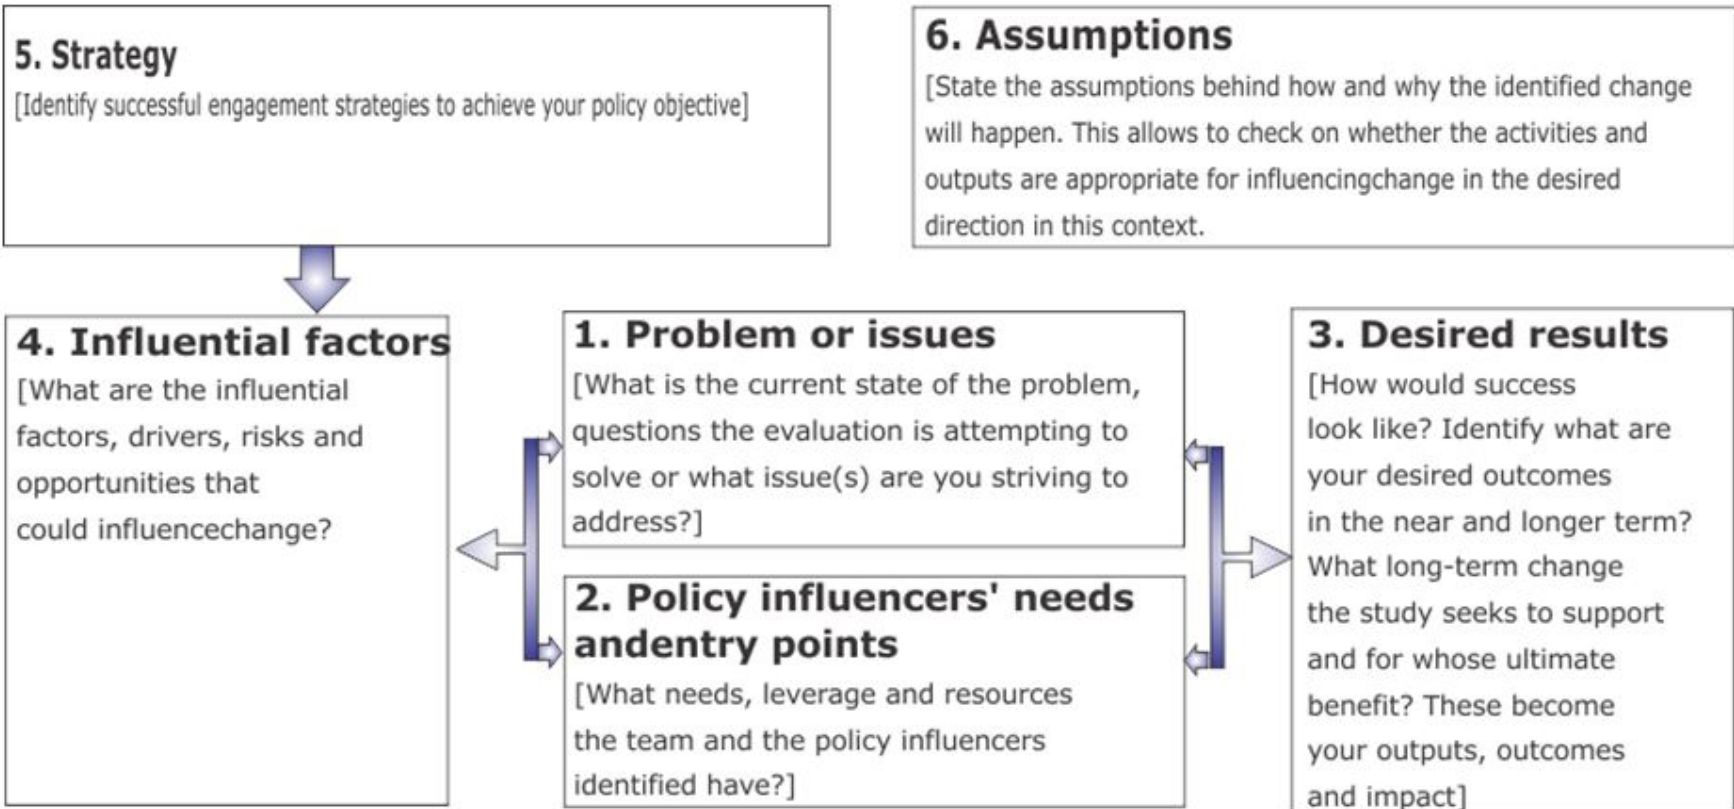 5. Strategy
[Identify successful engagement strategies to achieve your policy objective]
6. Assumptions
[State the assumptions behind how and why the identified change
will happen. This allows to check on whether the activities and
outputs are appropriate for influencingchange in the desired
direction in this context.
4. Influential factors
[What are the influential
factors, drivers, risks and
opportunities that
could influencechange?
1. Problem or issues
[What is the current state of the problem,
questions the evaluation is attempting to
solve or what issue(s) are you striving to
address?]
2. Policy influencers' needs
andentry points
[What needs, leverage and resources
the team and the policy influencers
identified have?]
3. Desired results
[How would success
look like? Identify what are
your desired outcomes
in the near and longer term?
What long-term change
the study seeks to support
and for whose ultimate
benefit? These become
your outputs, outcomes
and impact]